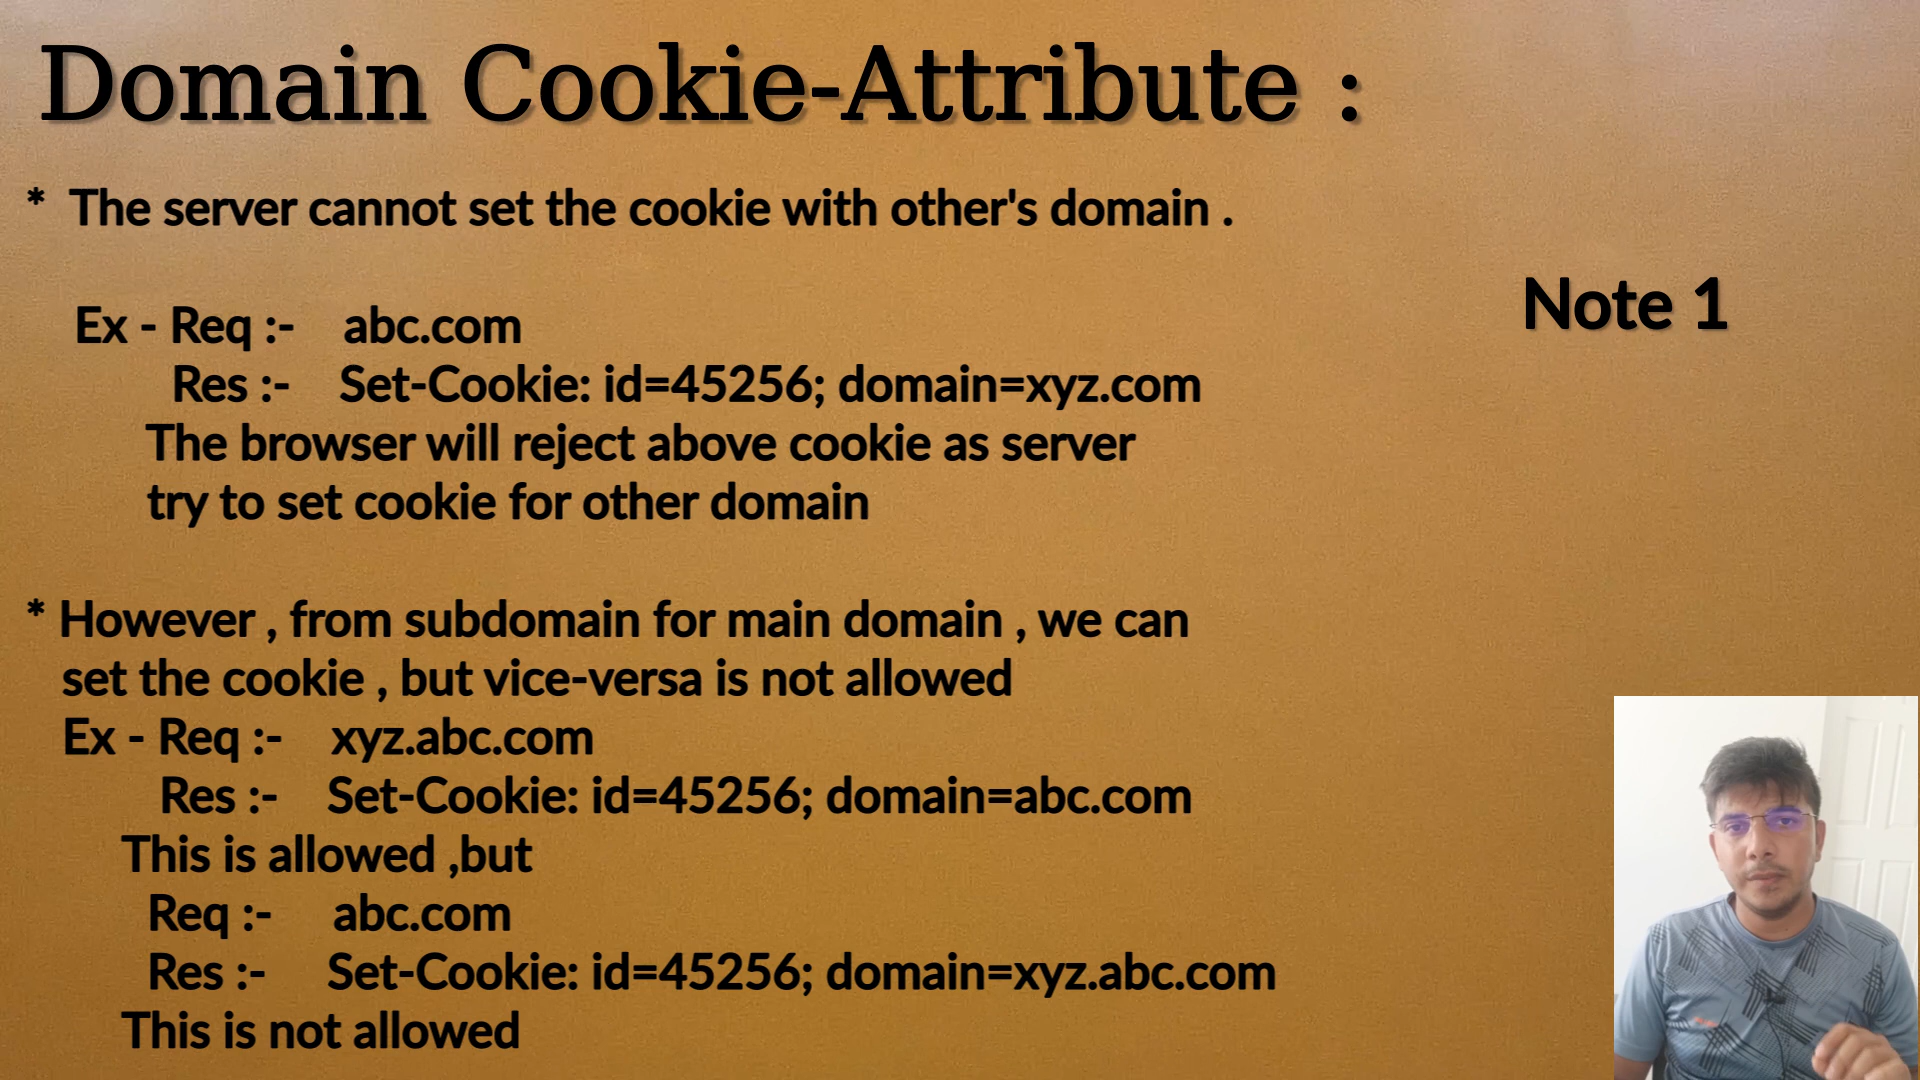 Domain Cookie-Attribute :
* The server cannot set the cookie with other's domain .
Note 1
Ex - Req :- abc.com
Res :- Set-Cookie: id=45256; domain=xyz.com
The browser will reject above cookie as server
try to set cookie for other domain
* However , from subdomain for main domain , we can
set the cookie , but vice-versa is not allowed
Ex - Req :- xyz.abc.com
Res :- Set-Cookie: id=45256; domain=abc.com
This is allowed ,but
Req :- abc.com
Res :- Set-Cookie: id=45256; domain=xyz.abc.com
This is not allowed